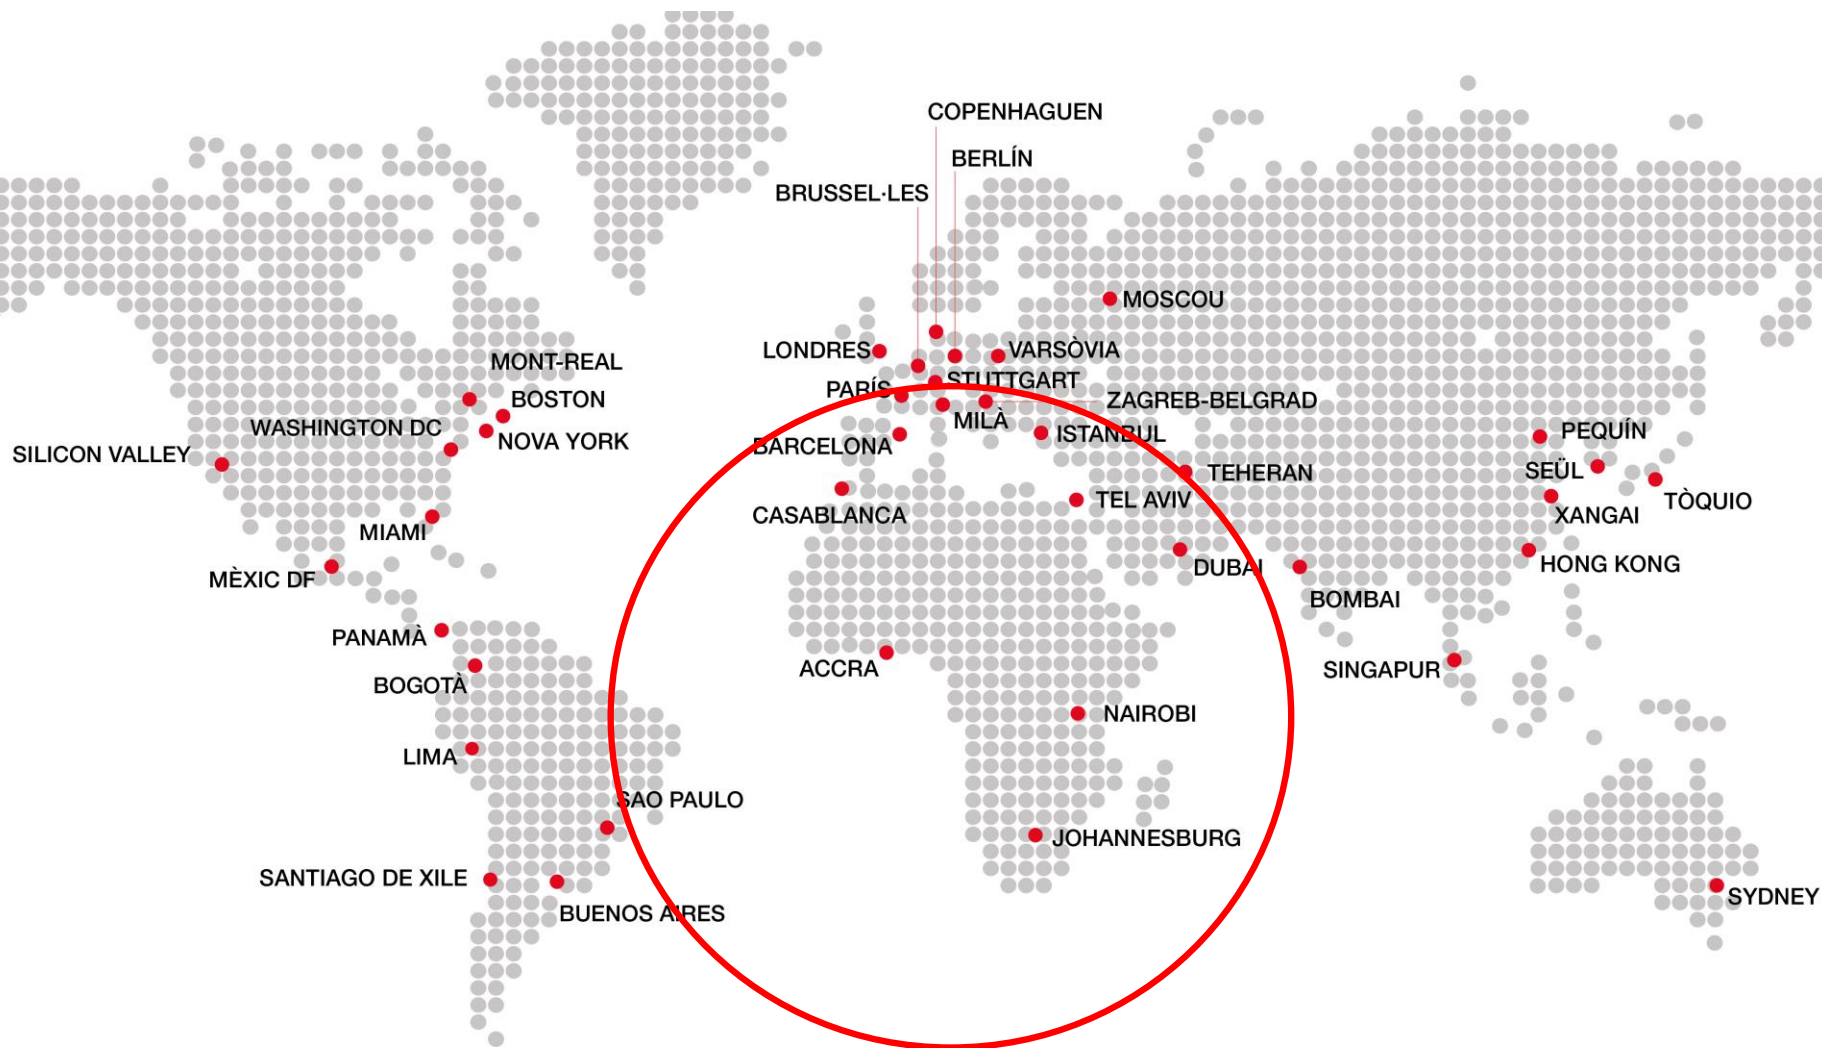 COPENHAGUEN
BERLÍN
BRUSSEL·LES
MOSCOU
LONDRES
VARSÒVIA
MONT-REAL
STUTTGART
PARÍS
BOSTON
ZAGREB-BELGRAD
MILÀ
WASHINGTON DC
NOVA YORK
ISTANBUL
PEQUÍN
BARCELONA
SILICON VALLEY
TEHERAN
SEÜL
TEL AVIV
TÒQUIO
CASABLANCA
XANGAI
MIAMI
HONG KONG
DUBAI
MÈXIC DF
BOMBAI
PANAMÀ
ACCRA
SINGAPUR
BOGOTÀ
NAIROBI
LIMA
SAO PAULO
JOHANNESBURG
SANTIAGO DE XILE
SYDNEY
BUENOS AIRES